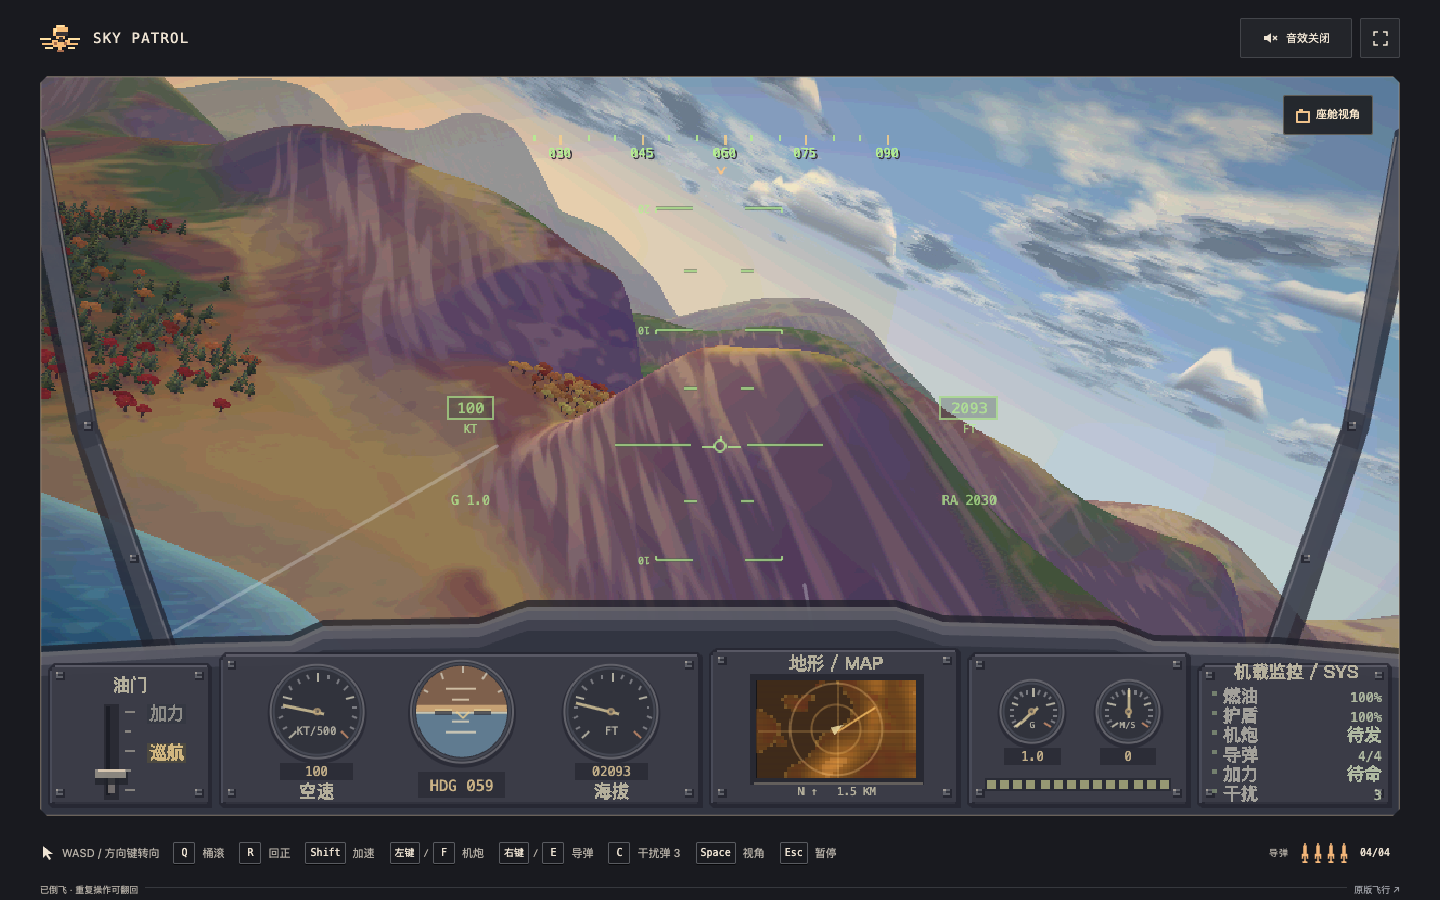 SKY PATROL
音效关闭
座舱视角
030 045 060 075 090
10
100
KT
2093
FT
G 1.0
RA 2030
10
油门
加力
巡航
KT/500
100
空速
HDG 059
FT
02093
海拔
地形 / MAP
N ↑ 1.5 KM
G
1.0
M/S
0
机载监控 / SYS
燃油 100%
护盾 100%
机炮 待发
导弹 4/4
加力 待命
干扰 3
WASD / 方向键转向 Q 桶滚 R 回正 Shift 加速 左键 / F 机炮 右键 / E 导弹 C 干扰弹 3 Space 视角 Esc 暂停
导弹 04/04
已倒飞 · 重复操作可翻回
原版飞行 ↗